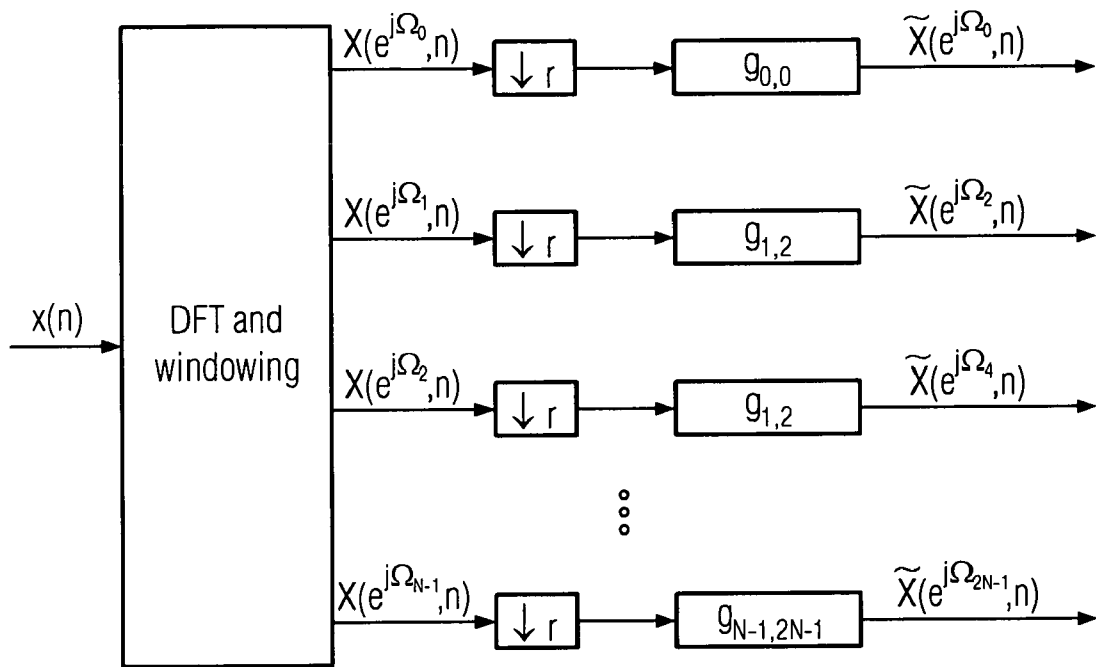 X(e^{jΩ_0},n) ↓ r g_{0,0} X̃(e^{jΩ_0},n)
X(e^{jΩ_1},n) ↓ r g_{1,2} X̃(e^{jΩ_2},n)
x(n) DFT and
windowing
X(e^{jΩ_2},n) ↓ r g_{1,2} X̃(e^{jΩ_4},n)
X(e^{jΩ_{N-1}},n) ↓ r g_{N-1,2N-1} X̃(e^{jΩ_{2N-1}},n)